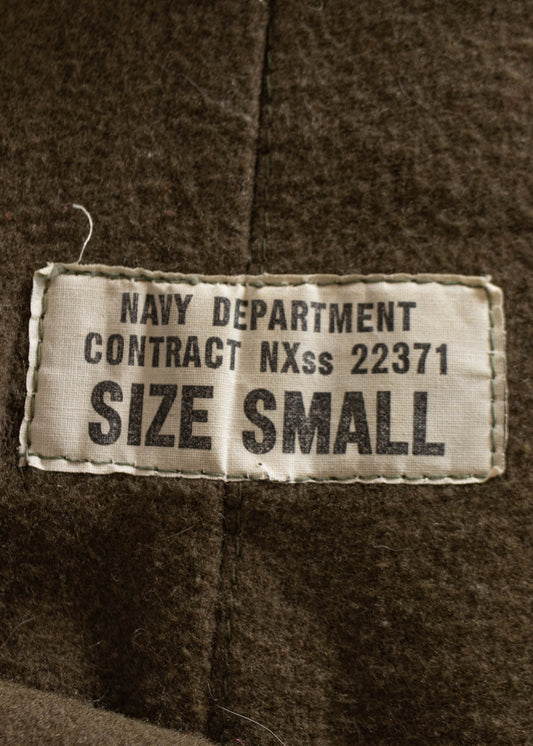 NAVY DEPARTMENT
CONTRACT NXss 22371
SIZE SMALL